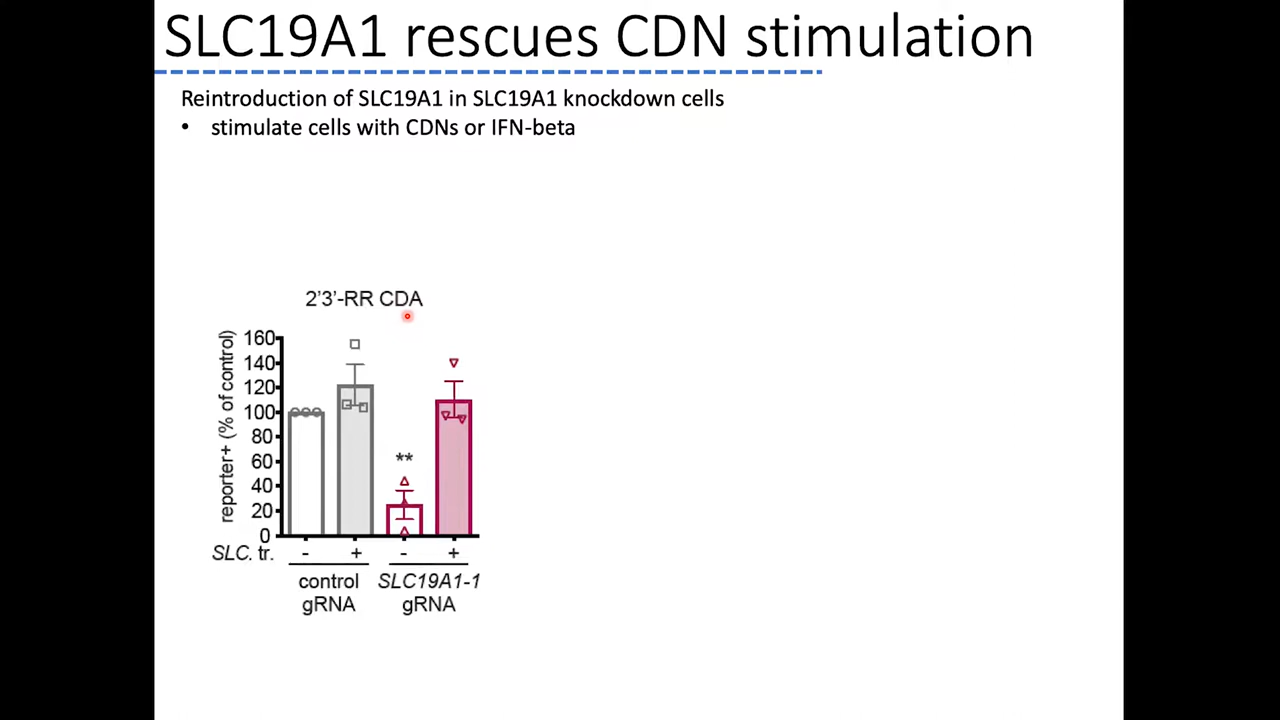 SLC19A1 rescues CDN stimulation
Reintroduction of SLC19A1 in SLC19A1 knockdown cells
• stimulate cells with CDNs or IFN-beta
2’3’-RR CDA
reporter+ (% of control)
160
140
120
100
80
60
40
20
0
**
SLC. tr. - + - +
control SLC19A1-1
gRNA gRNA